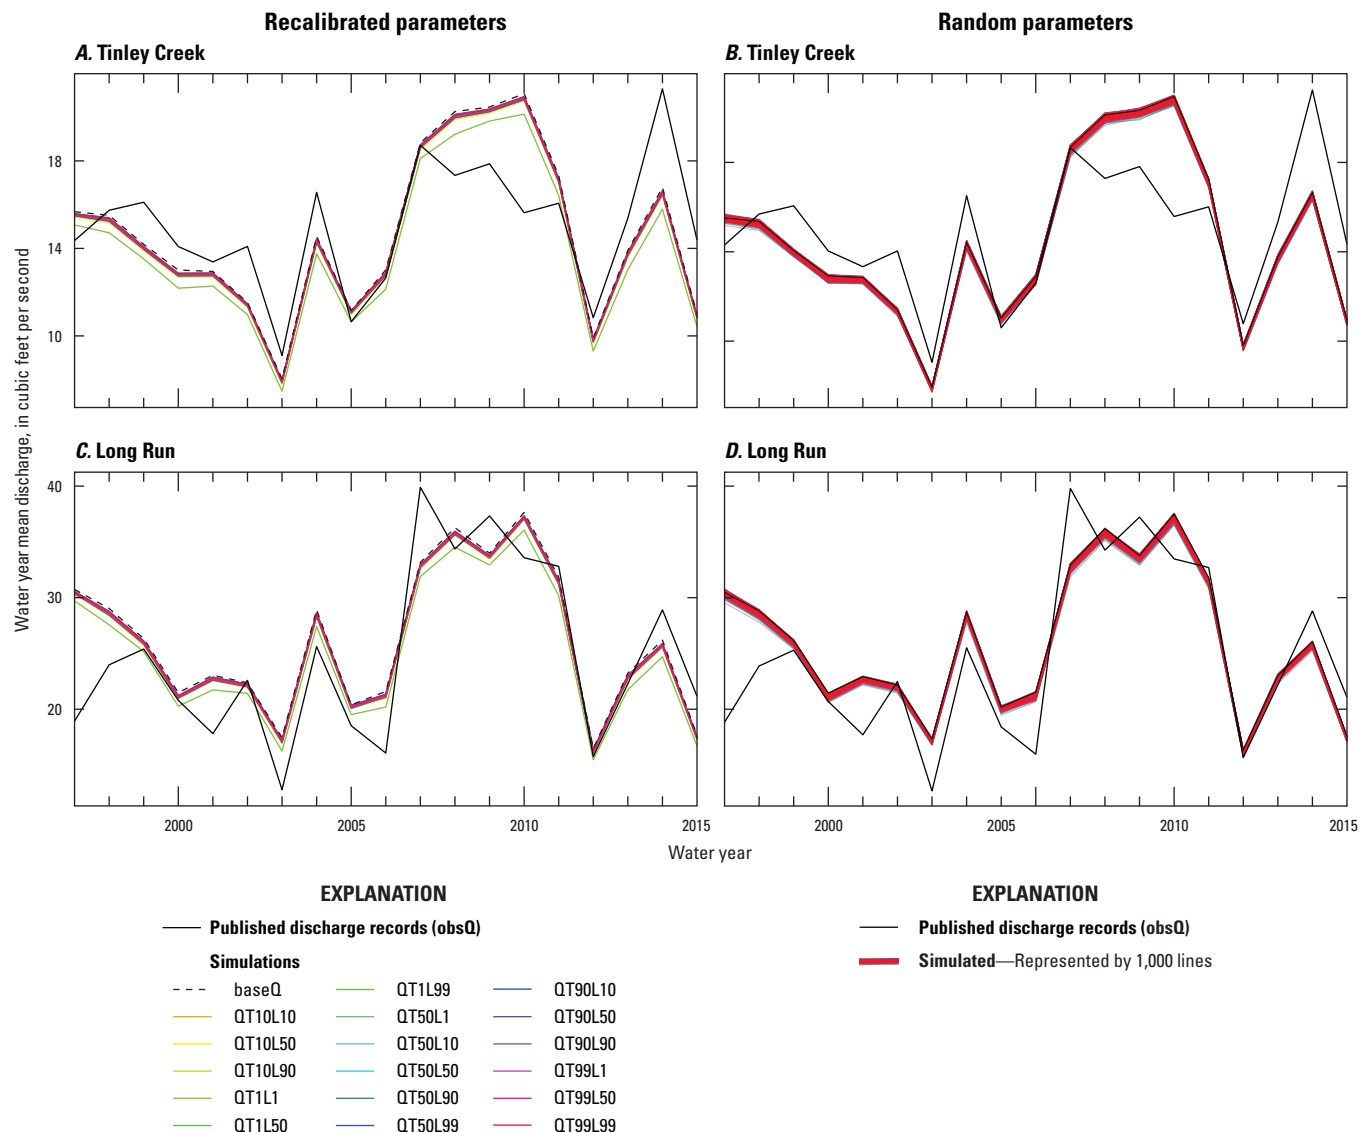 Recalibrated parameters
Random parameters
A. Tinley Creek
B. Tinley Creek
18
14
10
C. Long Run
D. Long Run
40
30
20
Water year mean discharge, in cubic feet per second
2000 2005 2010 2015
2000 2005 2010 2015
Water year
EXPLANATION
Published discharge records (obsQ)
Simulations
baseQ QT1L99 QT90L10
QT10L10 QT50L1 QT90L50
QT10L50 QT50L10 QT90L90
QT10L90 QT50L50 QT99L1
QT1L1 QT50L90 QT99L50
QT1L50 QT50L99 QT99L99
EXPLANATION
Published discharge records (obsQ)
Simulated—Represented by 1,000 lines